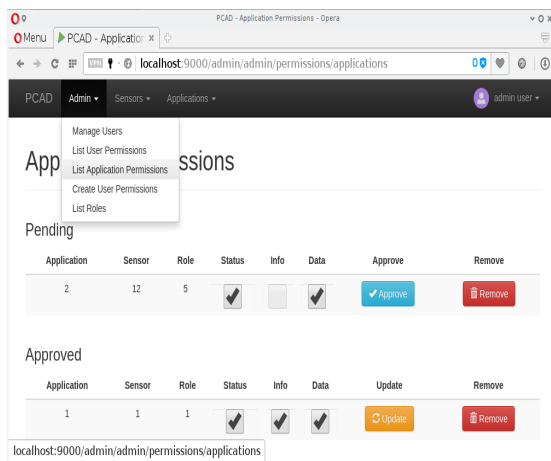 PCAD - Application Permissions - Opera
Menu PCAD - Application ×
VPN localhost:9000/admin/admin/permissions/applications 0
PCAD Admin Sensors Applications admin user
Manage Users
List User Permissions
List Application Permissions
Create User Permissions
List Roles
App ssions
Pending
Application Sensor Role Status Info Data Approve Remove
2 12 5 Approve Remove
Approved
Application Sensor Role Status Info Data Update Remove
1 1 1 Update Remove
localhost:9000/admin/admin/permissions/applications